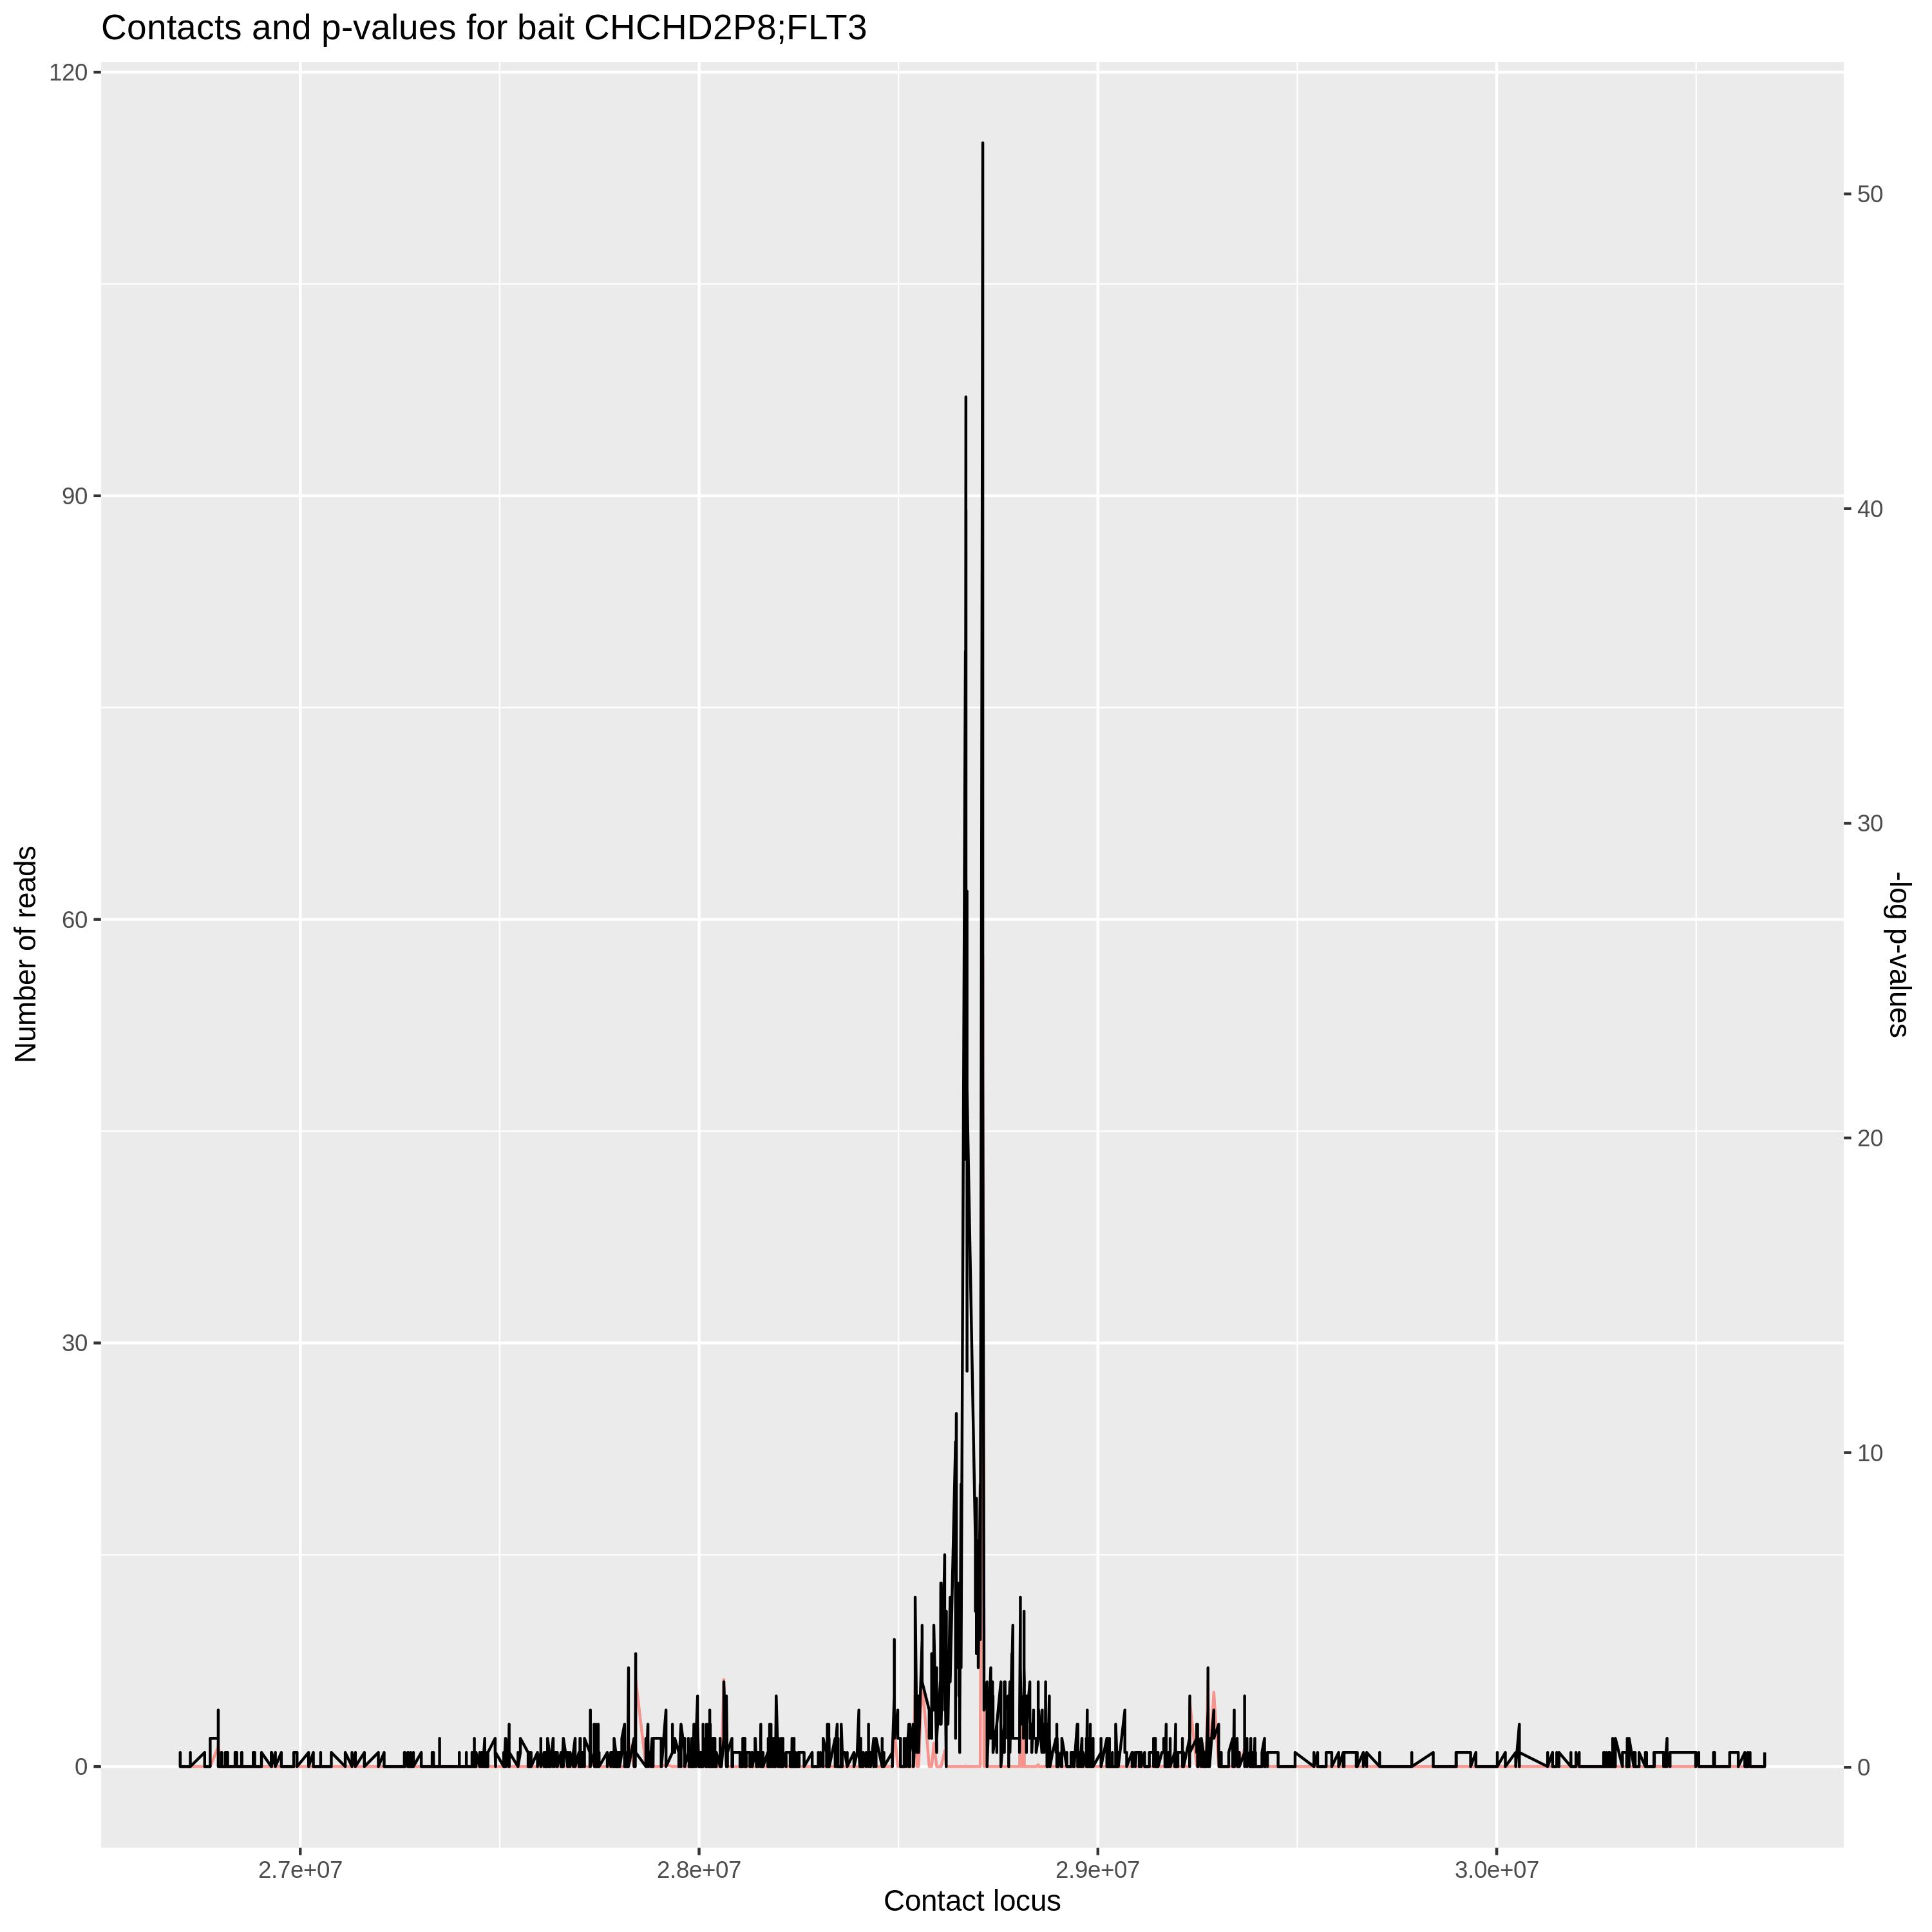 Contacts and p-values for bait CHCHD2P8;FLT3
120
90
60
30
0
Number of reads
50
40
30
20
10
0
-log p-values
2.7e+07
2.8e+07
2.9e+07
3.0e+07
Contact locus